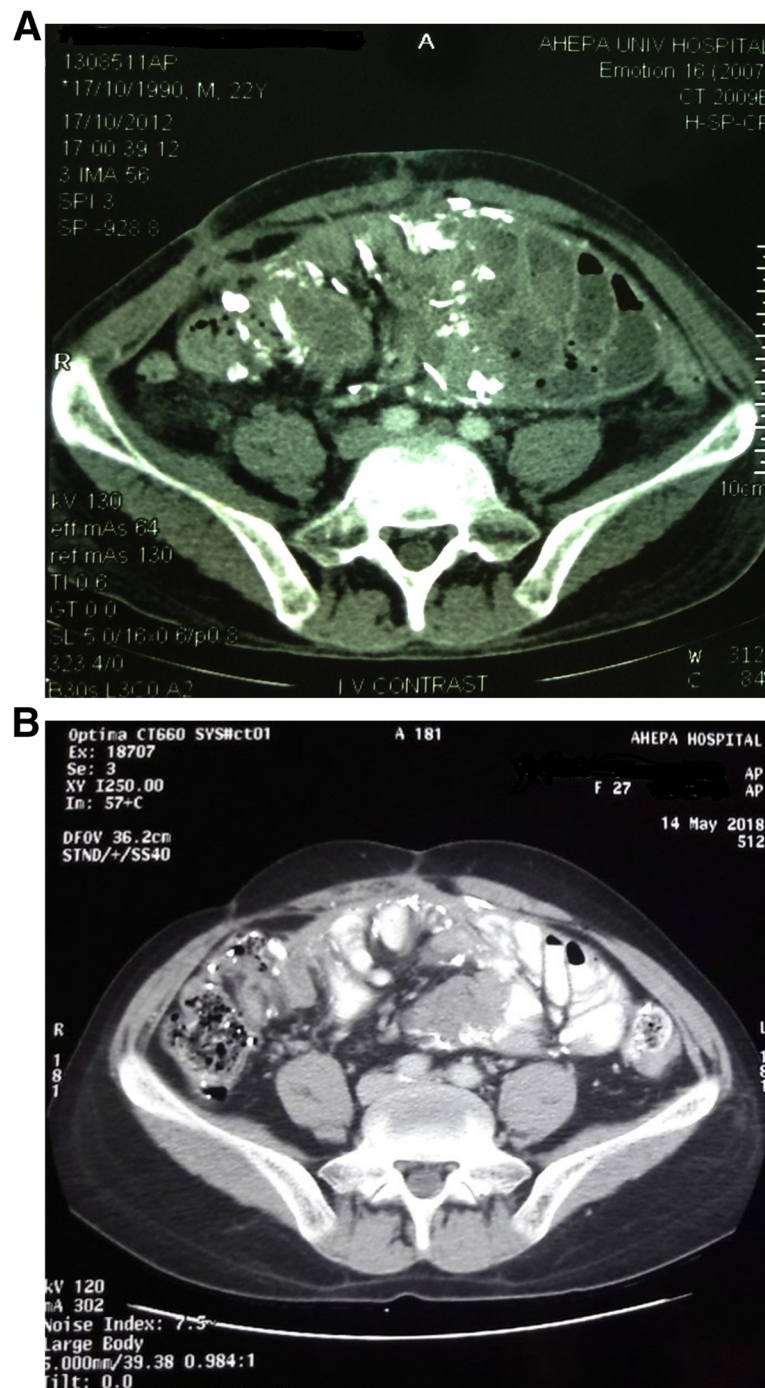 A
A
1308511AP
*17/10/1990, M, 22Y
17/10/2012
17 00 39 12
3 IMA 56
SPI 3
SP -928 8
AHEPA UNIV HOSPITAL
Emotion 16 (2007
CT 2009E
H-SP-CR
R
10cm
kV 130
eff mAs 64
ref mAs 130
TI 0 6
GT 0 0
SL 5 0/16x0 6/p0 8
323 4/0
B30s L3C0 A2
I V CONTRAST
W 312
C 84
B
Optima CT660 SYS#ct01
Ex: 18707
Se: 3
XY I250.00
Im: 57+C
DFOV 36.2cm
STND/+/SS40
A 181
AHEPA HOSPITAL
AP
F 27
AP
14 May 2018
512
R
1
8
1
L
1
8
1
kV 120
mA 302
Noise Index: 7.5
Large Body
5.000mm/39.38 0.984:1
Tilt: 0.0